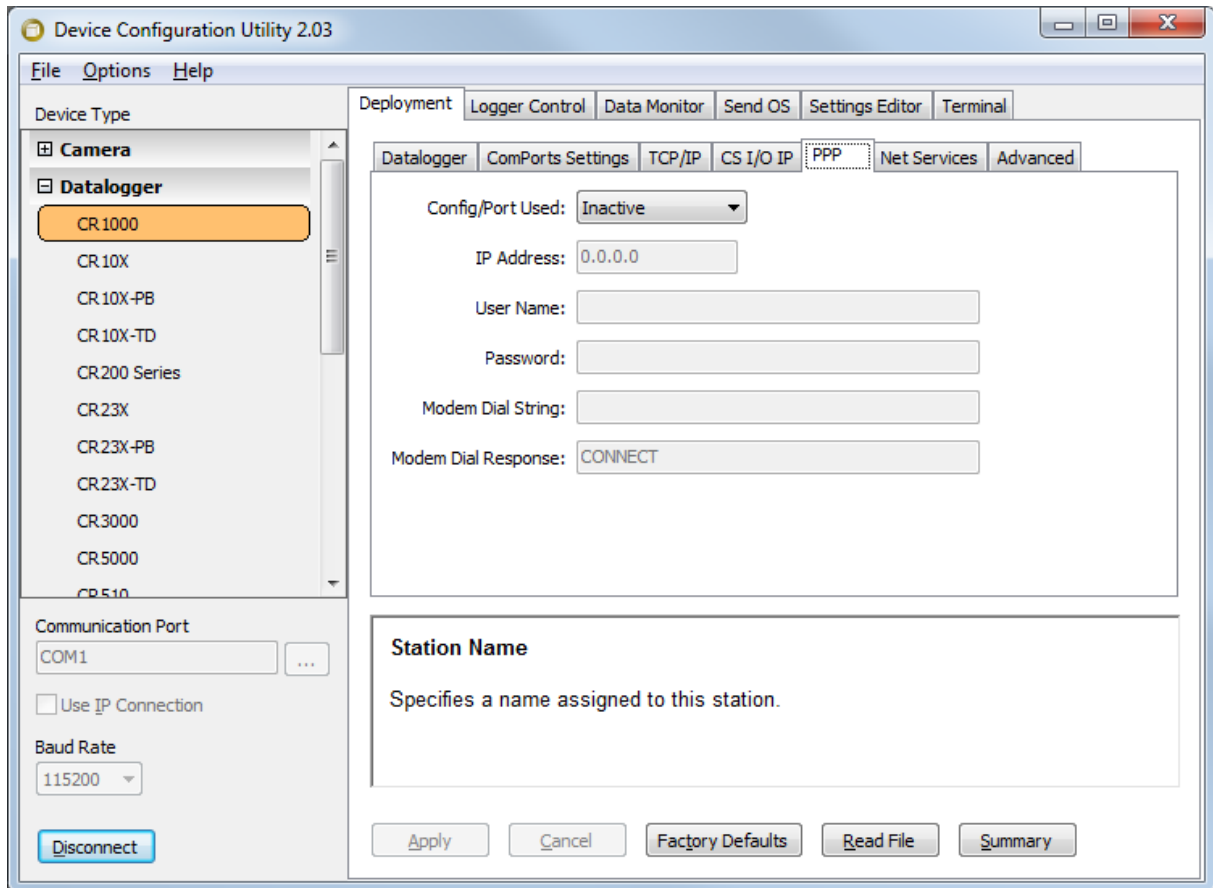 Device Configuration Utility 2.03
File Options Help
Device Type
Camera
Datalogger
CR1000
CR10X
CR10X-PB
CR10X-TD
CR200 Series
CR23X
CR23X-PB
CR23X-TD
CR3000
CR5000
CR510
Communication Port
COM1
...
Use IP Connection
Baud Rate
115200
Disconnect
Deployment Logger Control Data Monitor Send OS Settings Editor Terminal
Datalogger ComPorts Settings TCP/IP CS I/O IP PPP Net Services Advanced
Config/Port Used: Inactive
IP Address: 0.0.0.0
User Name:
Password:
Modem Dial String:
Modem Dial Response: CONNECT
Station Name
Specifies a name assigned to this station.
Apply Cancel Factory Defaults Read File Summary